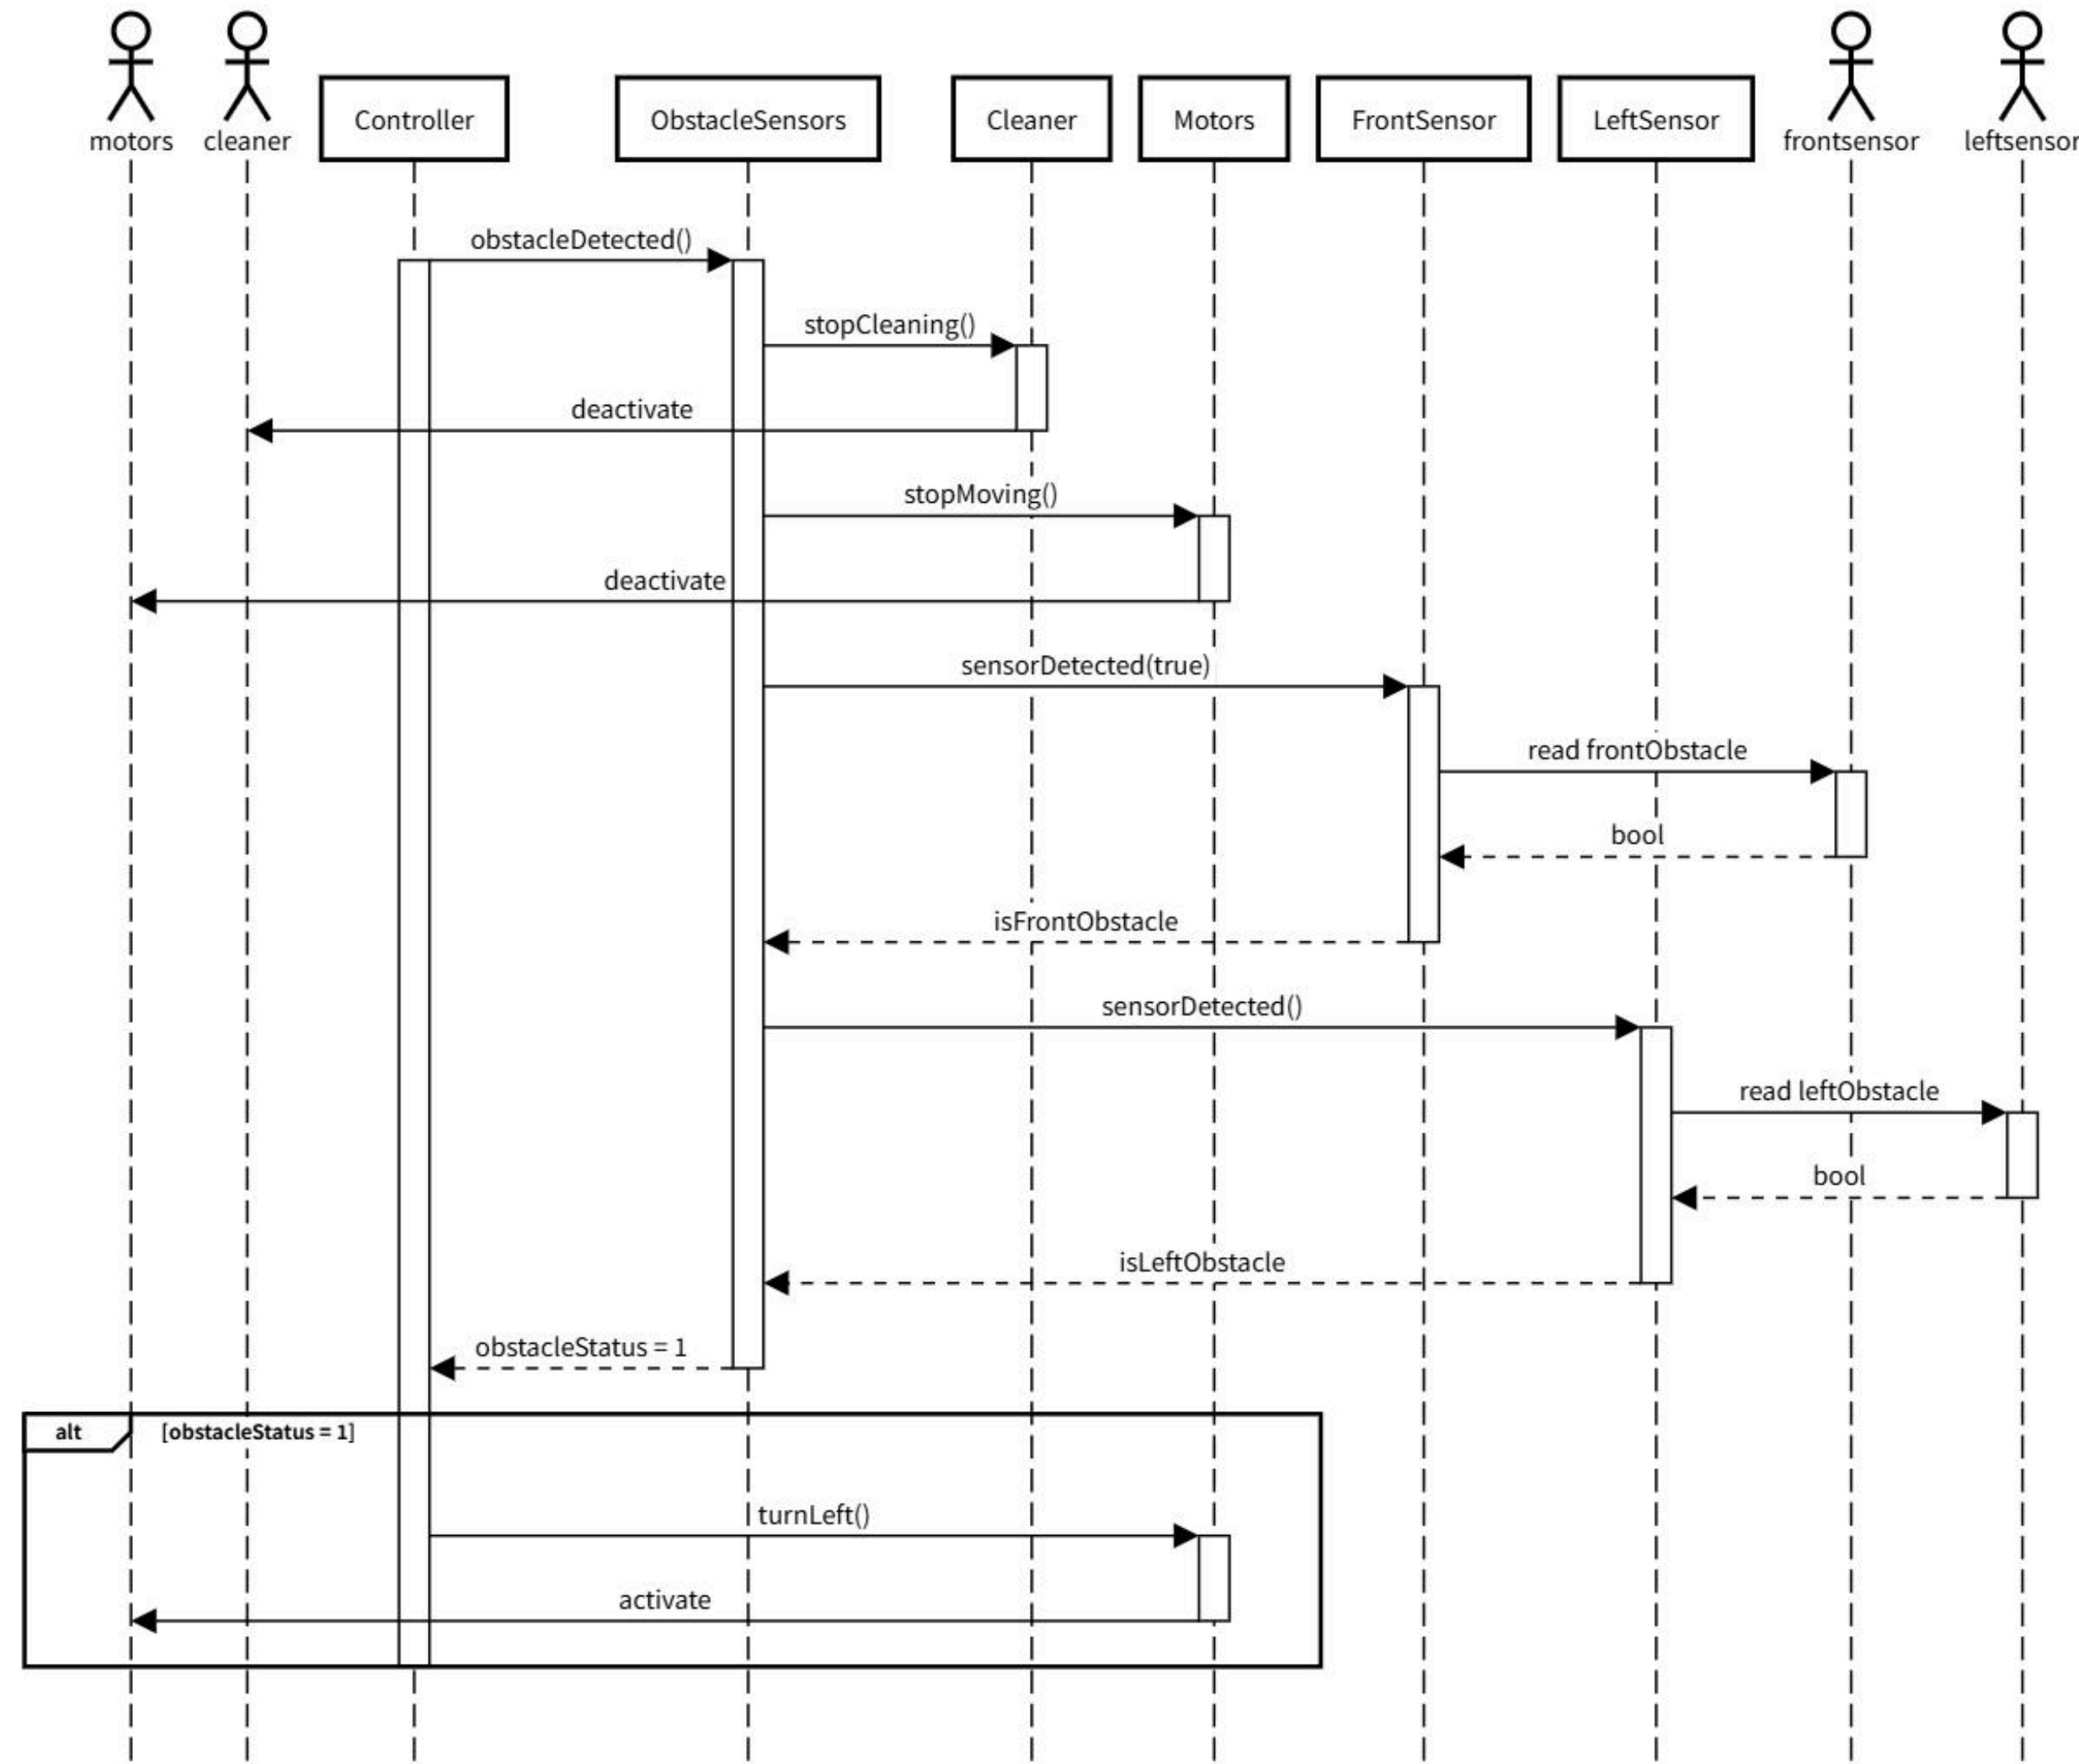 motors
cleaner
Controller
ObstacleSensors
Cleaner
Motors
FrontSensor
LeftSensor
frontsensor
leftsensor
obstacleDetected()
stopCleaning()
deactivate
stopMoving()
deactivate
sensorDetected(true)
read frontObstacle
bool
isFrontObstacle
sensorDetected()
read leftObstacle
bool
isLeftObstacle
obstacleStatus = 1
alt [obstacleStatus = 1]
turnLeft()
activate